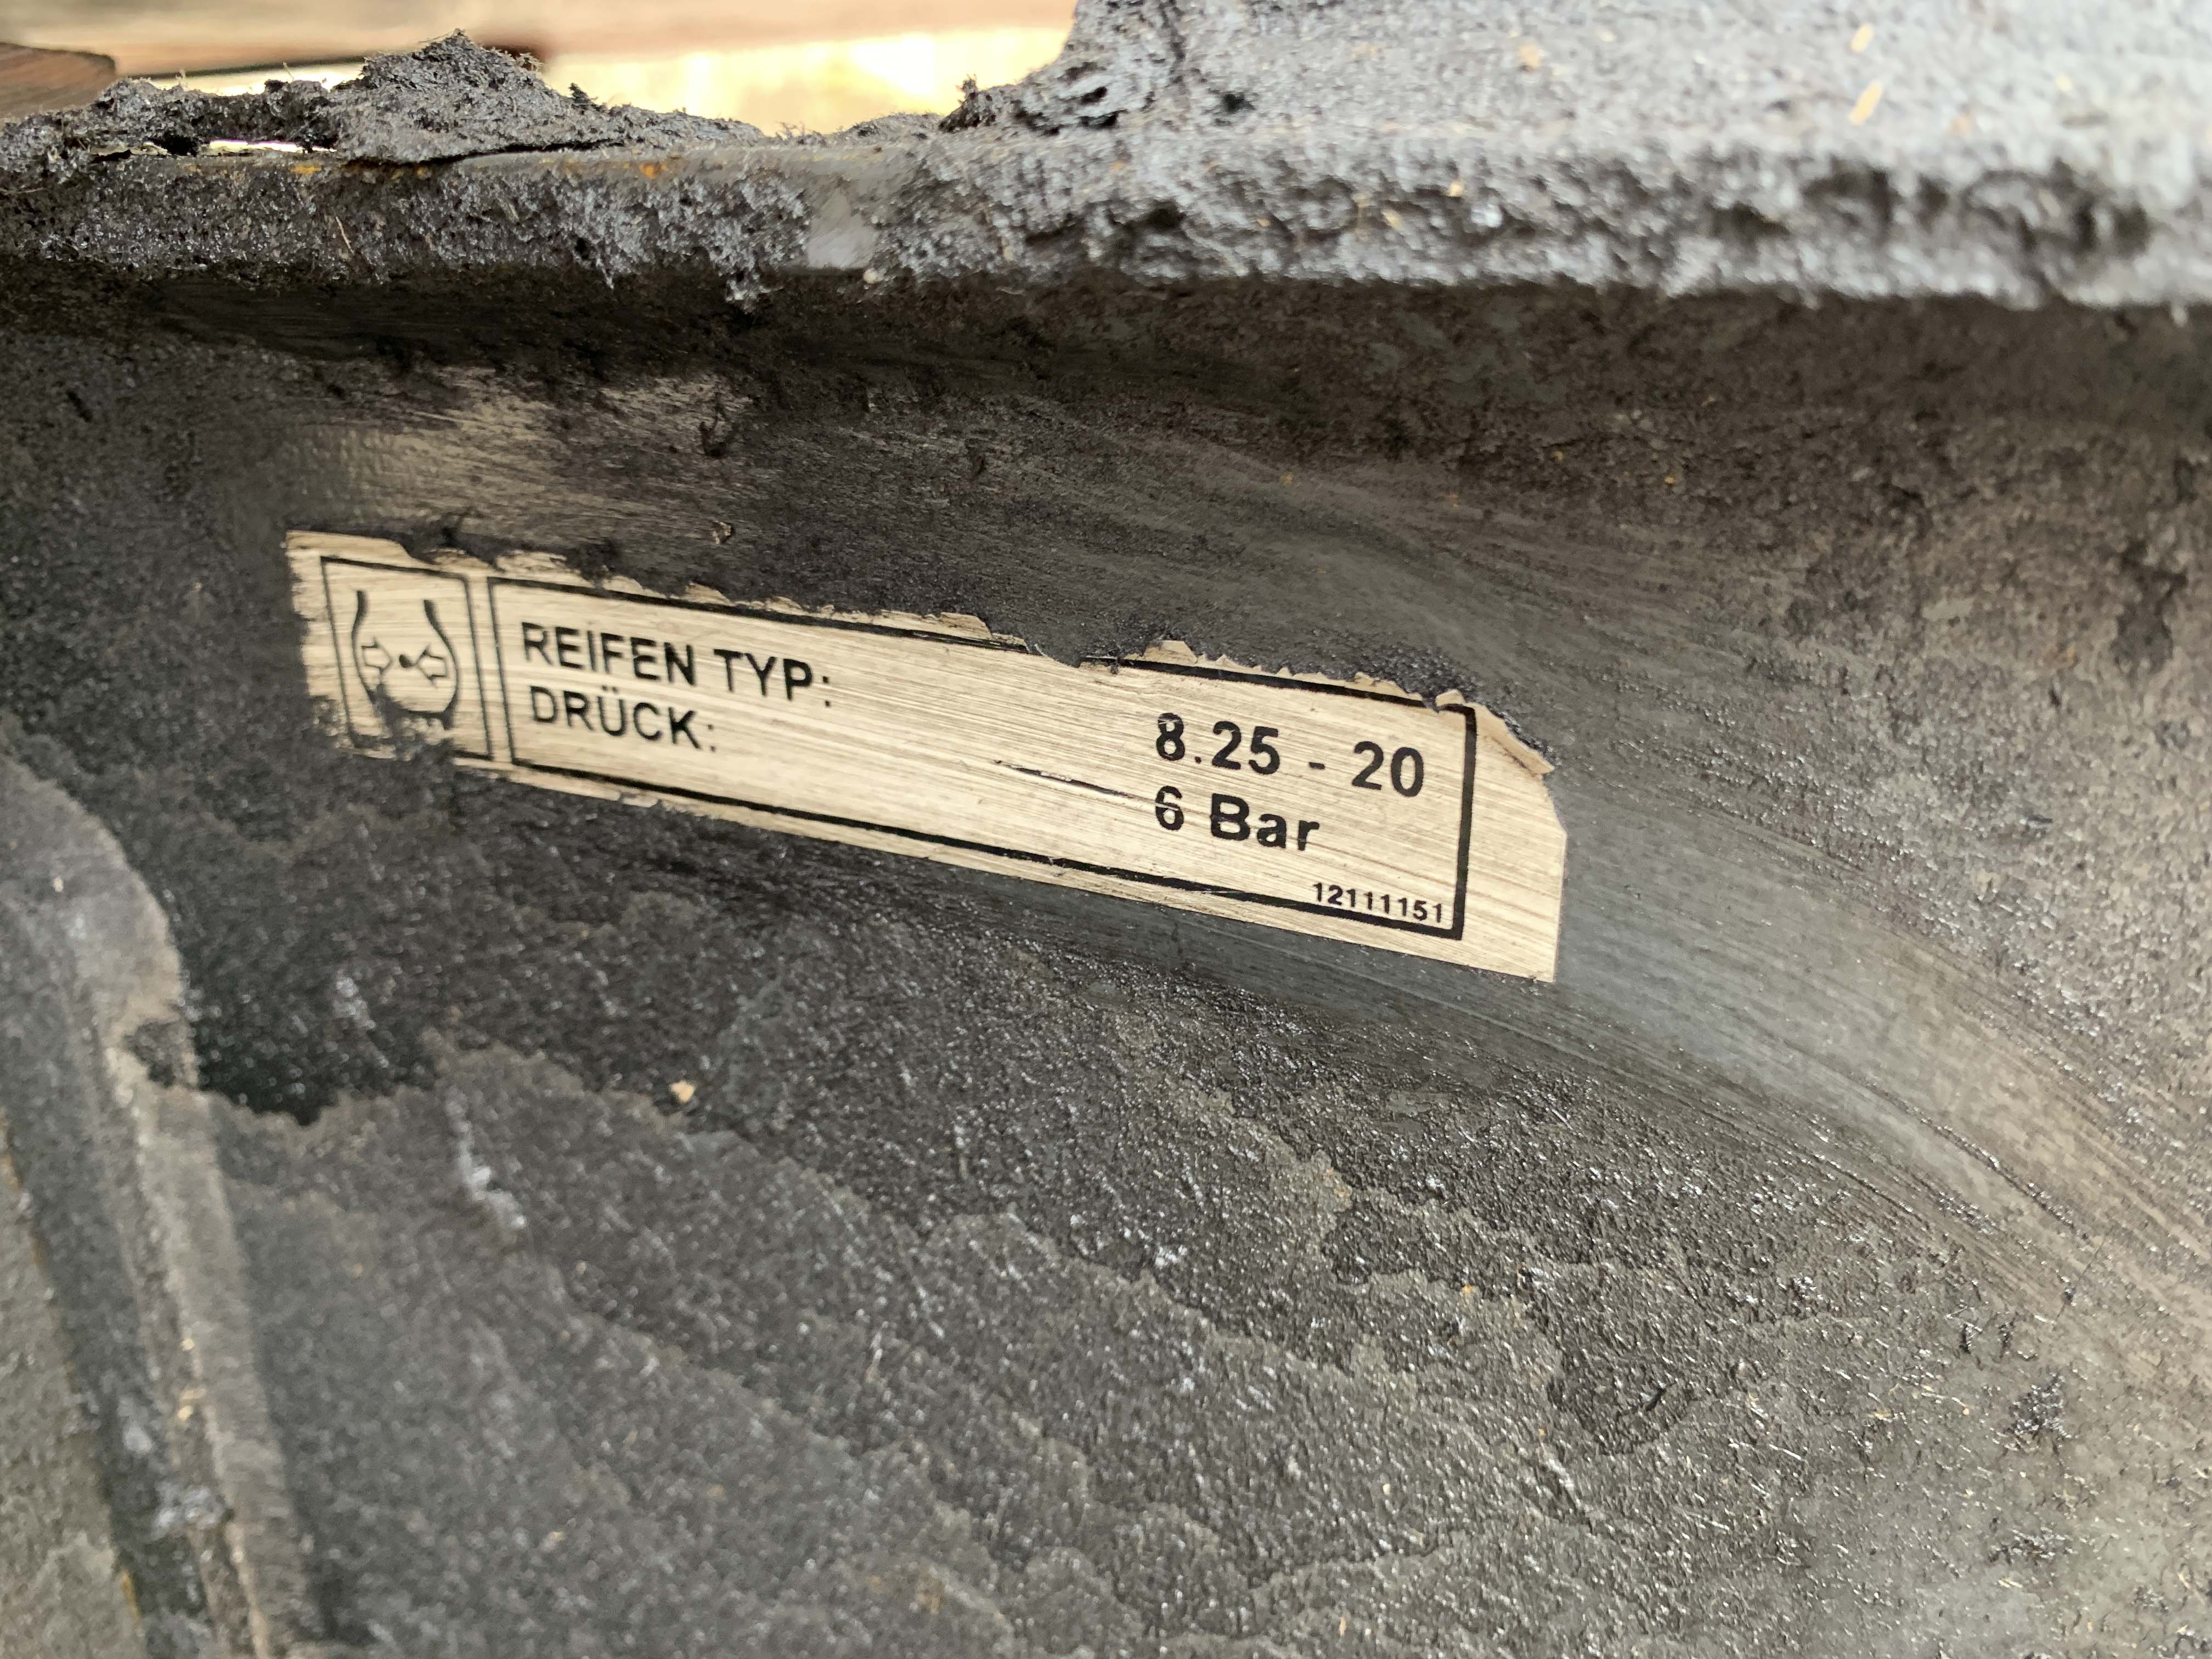 REIFEN TYP:
8.25 - 20
DRÜCK:
6 Bar
12111151